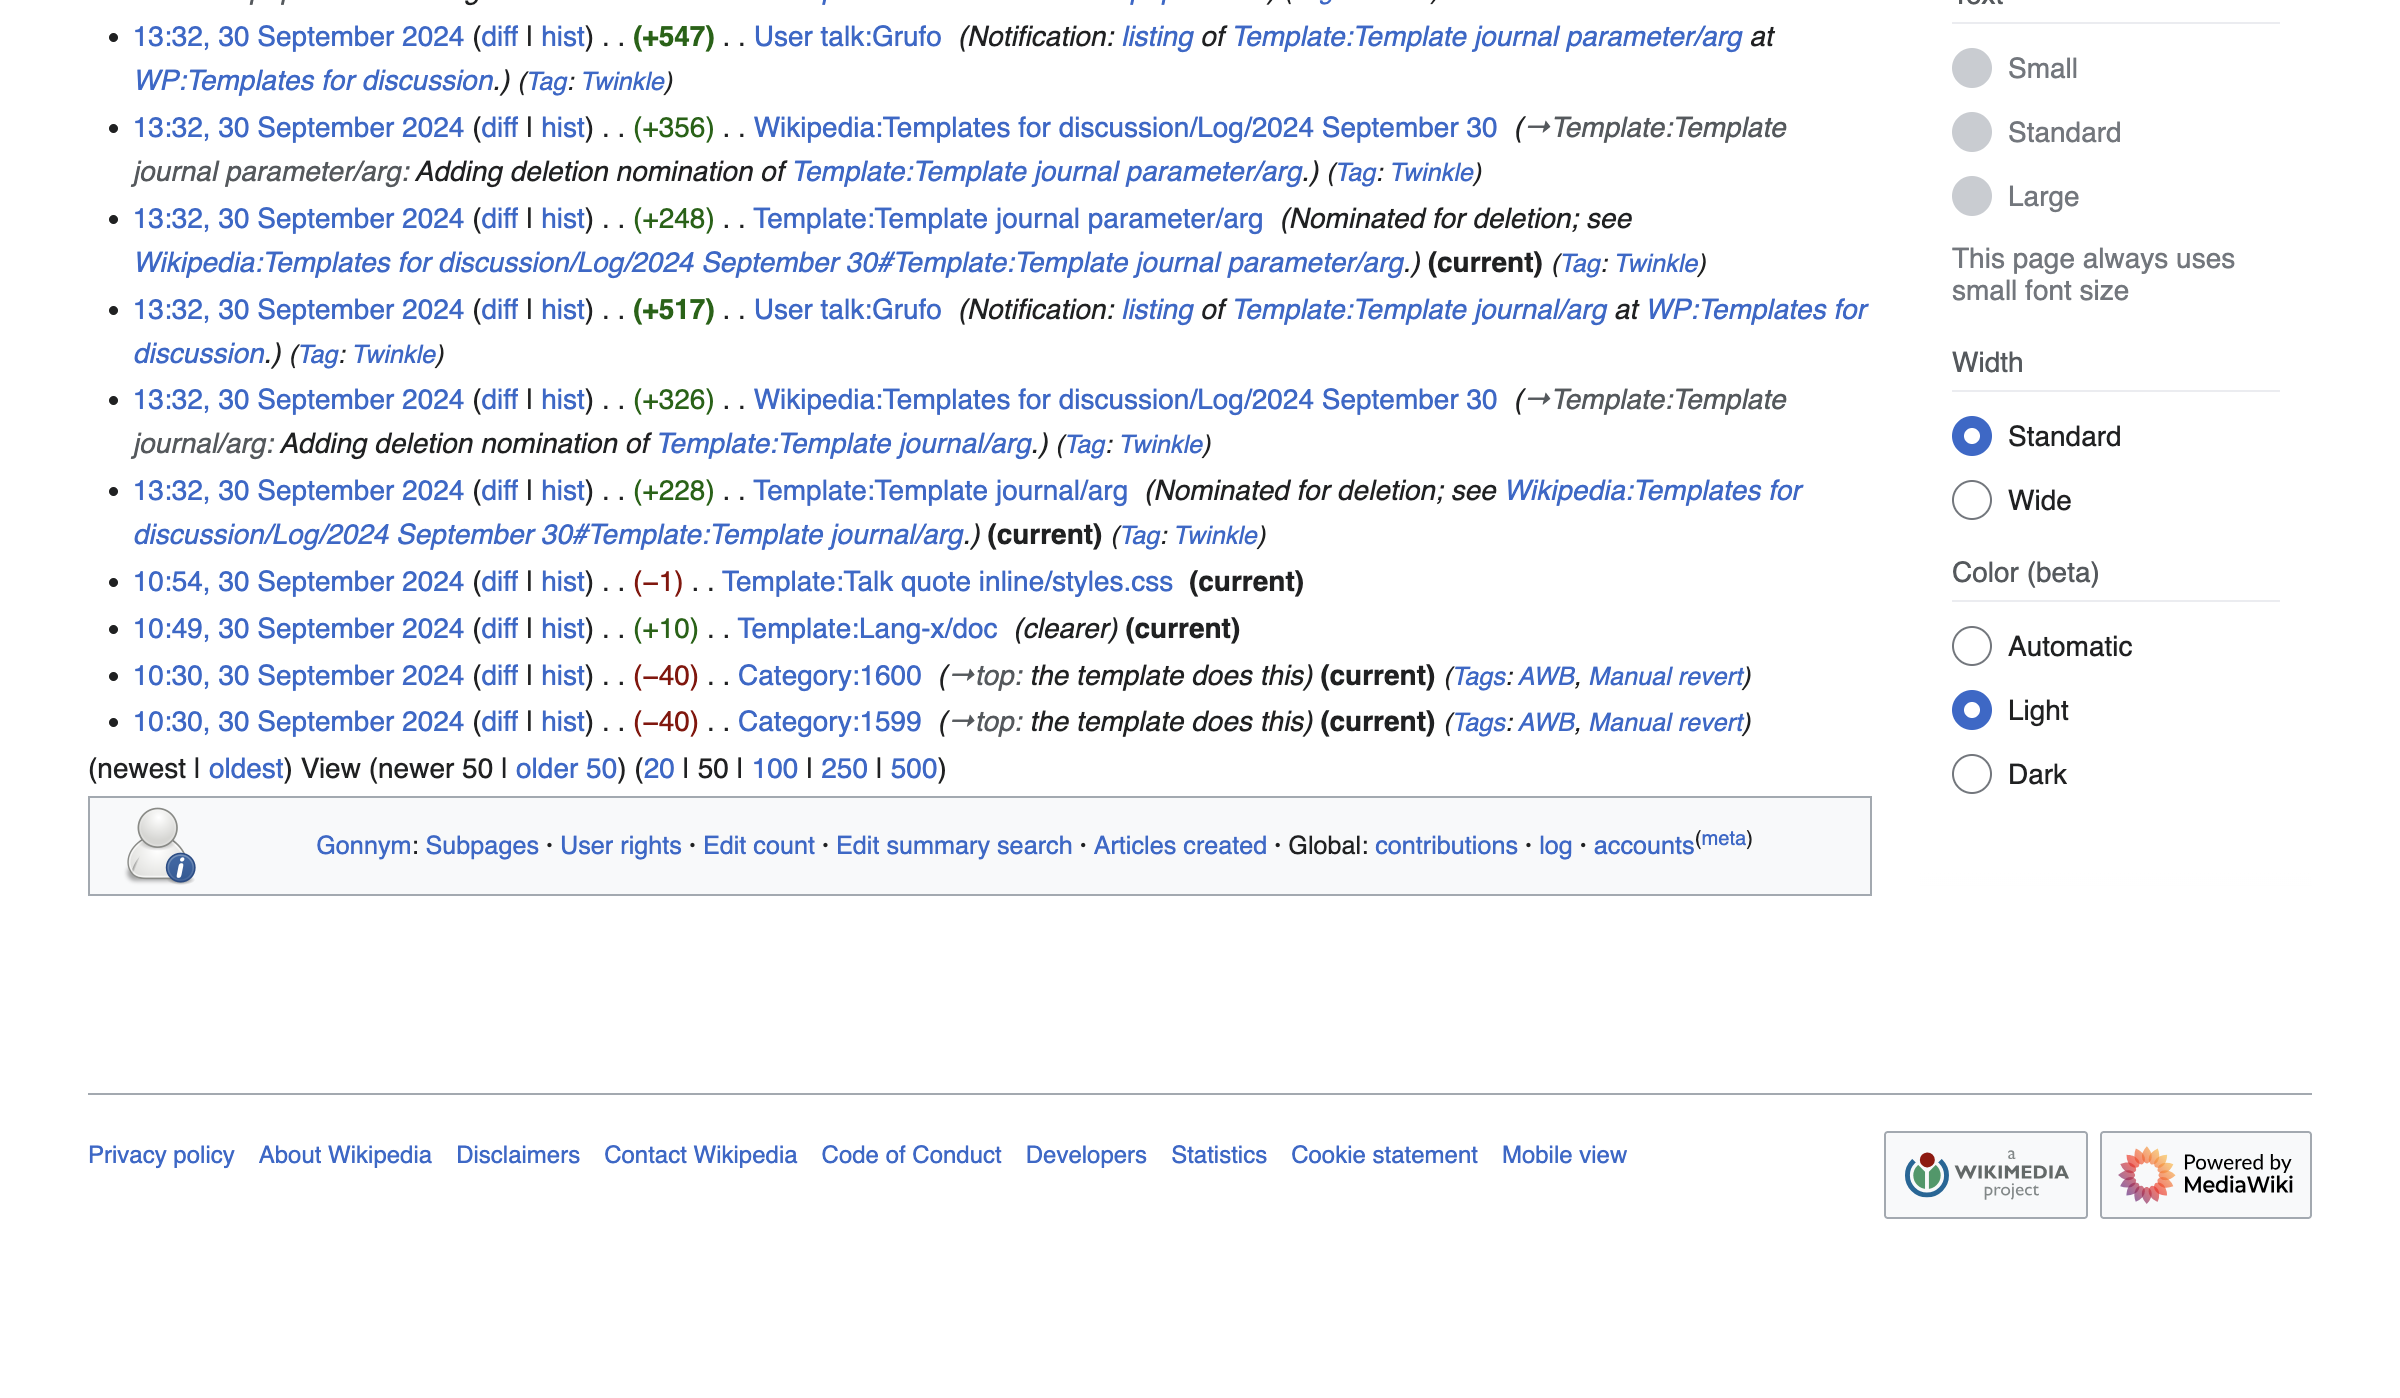 • 13:32, 30 September 2024 (diff | hist) . . (+547) . . User talk:Grufo (Notification: listing of Template:Template journal parameter/arg at
WP:Templates for discussion.) (Tag: Twinkle)
• 13:32, 30 September 2024 (diff | hist) . . (+356) . . Wikipedia:Templates for discussion/Log/2024 September 30 (→Template:Template
journal parameter/arg: Adding deletion nomination of Template:Template journal parameter/arg.) (Tag: Twinkle)
• 13:32, 30 September 2024 (diff | hist) . . (+248) . . Template:Template journal parameter/arg (Nominated for deletion; see
Wikipedia:Templates for discussion/Log/2024 September 30#Template:Template journal parameter/arg.) (current) (Tag: Twinkle)
• 13:32, 30 September 2024 (diff | hist) . . (+517) . . User talk:Grufo (Notification: listing of Template:Template journal/arg at WP:Templates for
discussion.) (Tag: Twinkle)
• 13:32, 30 September 2024 (diff | hist) . . (+326) . . Wikipedia:Templates for discussion/Log/2024 September 30 (→Template:Template
journal/arg: Adding deletion nomination of Template:Template journal/arg.) (Tag: Twinkle)
• 13:32, 30 September 2024 (diff | hist) . . (+228) . . Template:Template journal/arg (Nominated for deletion; see Wikipedia:Templates for
discussion/Log/2024 September 30#Template:Template journal/arg.) (current) (Tag: Twinkle)
• 10:54, 30 September 2024 (diff | hist) . . (−1) . . Template:Talk quote inline/styles.css (current)
• 10:49, 30 September 2024 (diff | hist) . . (+10) . . Template:Lang-x/doc (clearer) (current)
• 10:30, 30 September 2024 (diff | hist) . . (−40) . . Category:1600 (→top: the template does this) (current) (Tags: AWB, Manual revert)
• 10:30, 30 September 2024 (diff | hist) . . (−40) . . Category:1599 (→top: the template does this) (current) (Tags: AWB, Manual revert)
(newest | oldest) View (newer 50 | older 50) (20 | 50 | 100 | 250 | 500)
Gonnym: Subpages · User rights · Edit count · Edit summary search · Articles created · Global: contributions · log · accounts(meta)
Small
Standard
Large
This page always uses
small font size
Width
Standard
Wide
Color (beta)
Automatic
Light
Dark
Privacy policy About Wikipedia Disclaimers Contact Wikipedia Code of Conduct Developers Statistics Cookie statement Mobile view
a
WIKIMEDIA
project
Powered by
MediaWiki